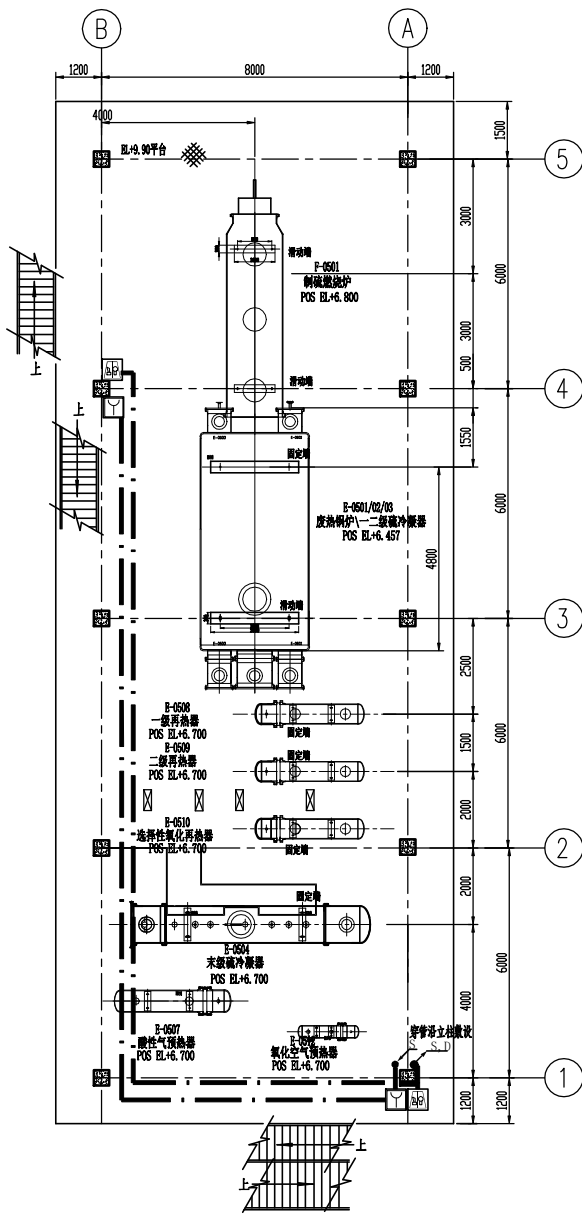 B
A
1200
8000
1200
4000
1500
EL+9.90平台
5
3000
滑动端
F-0501
制硫燃烧炉
POS EL+6.800
6000
上
3000
500
滑动端
4
上
1550
固定端
E-0501/02/03
废热锅炉\一二级硫冷凝器
POS EL+6.457
4800
6000
滑动端
3
2500
E-0508
一级再热器
POS EL+6.700
固定端
E-0509
二级再热器
POS EL+6.700
固定端
1500
6000
2000
E-0510
选择性氧化再热器
POS EL+6.700
固定端
2
2000
固定端
E-0504
末级硫冷凝器
POS EL+6.700
6000
4000
E-0507
酸性气预热器
POS EL+6.700
氧化空气预热器
POS EL+6.700
穿管沿立柱敷设
S
S.D
1
1200
1200
上
上